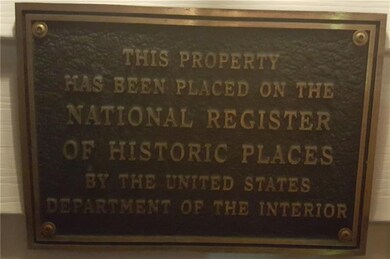 THIS PROPERTY
HAS BEEN PLACED ON THE
NATIONAL REGISTER
OF HISTORIC PLACES
BY THE UNITED STATES
DEPARTMENT OF THE INTERIOR